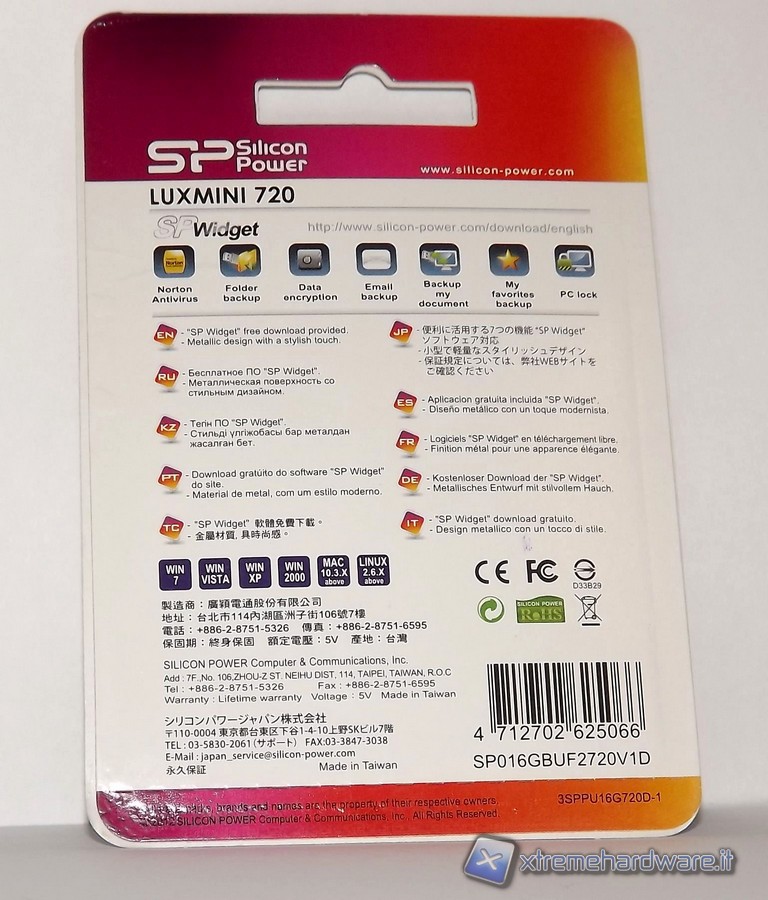 SP Silicon Power
www.silicon-power.com
LUXMINI 720
SP Widget
http://www.silicon-power.com/download/english
Norton Antivirus
Folder backup
Data encryption
Email backup
Backup my document
My favorites backup
PC lock
EN - "SP Widget" free download provided.
- Metallic design with a stylish touch.
RU - Бесплатное ПО "SP Widget".
- Металлическая поверхность со
стильным дизайном.
KZ - Тегін ПО "SP Widget".
- Стильді үлгіжобасы бар металдан
жасалған бет.
PT - Download gratúito do software "SP Widget"
do site.
- Material de metal, com um estilo moderno.
TC - "SP Widget" 軟體免費下載。
- 金屬材質, 具時尚感。
JP - 便利に活用する7つの機能 "SP Widget"
ソフトウェア対応
- 小型で軽量なスタイリッシュデザイン
- 保証規定については、弊社WEBサイトを
ご確認ください
ES - Aplicacion gratuita incluida "SP Widget".
- Diseño metálico con un toque modernista.
FR - Logiciels "SP Widget" en téléchargement libre.
- Finition métal pour une apparence élégante.
DE - Kostenloser Download der "SP Widget".
- Metallisches Entwurf mit stilvollem Hauch.
IT - "SP Widget" download gratuito.
- Design metallico con un tocco di stile.
WIN 7
WIN VISTA
WIN XP
WIN 2000
MAC 10.3.X above
LINUX 2.6.X above
CE FC
D33B29
SILICON POWER
RoHS
製造商：廣穎電通股份有限公司
地址：台北市114內湖區洲子街106號7樓
電話：+886-2-8751-5326 傳真：+886-2-8751-6595
保固期：終身保固 額定電壓：5V 產地：台灣
SILICON POWER Computer & Communications, Inc.
Add : 7F.,No. 106,ZHOU-Z ST. NEIHU DIST, 114, TAIPEI, TAIWAN, R.O.C
Tel : +886-2-8751-5326 Fax : +886-2-8751-6595
Warranty : Lifetime warranty Voltage : 5V Made in Taiwan
シリコンパワージャパン株式会社
〒110-0004 東京都台東区下谷1-4-10上野SKビル7階
TEL : 03-5830-2061(サポート) FAX:03-3847-3038
E-Mail : japan_service@silicon-power.com
永久保証 Made in Taiwan
4 712702 625066
SP016GBUF2720V1D
marks, brands and names are the property of their respective owners.
SILICON POWER Computer & Communications, Inc. All Rights Reserved.
3SPPU16G720D-1
xtremehardware.it